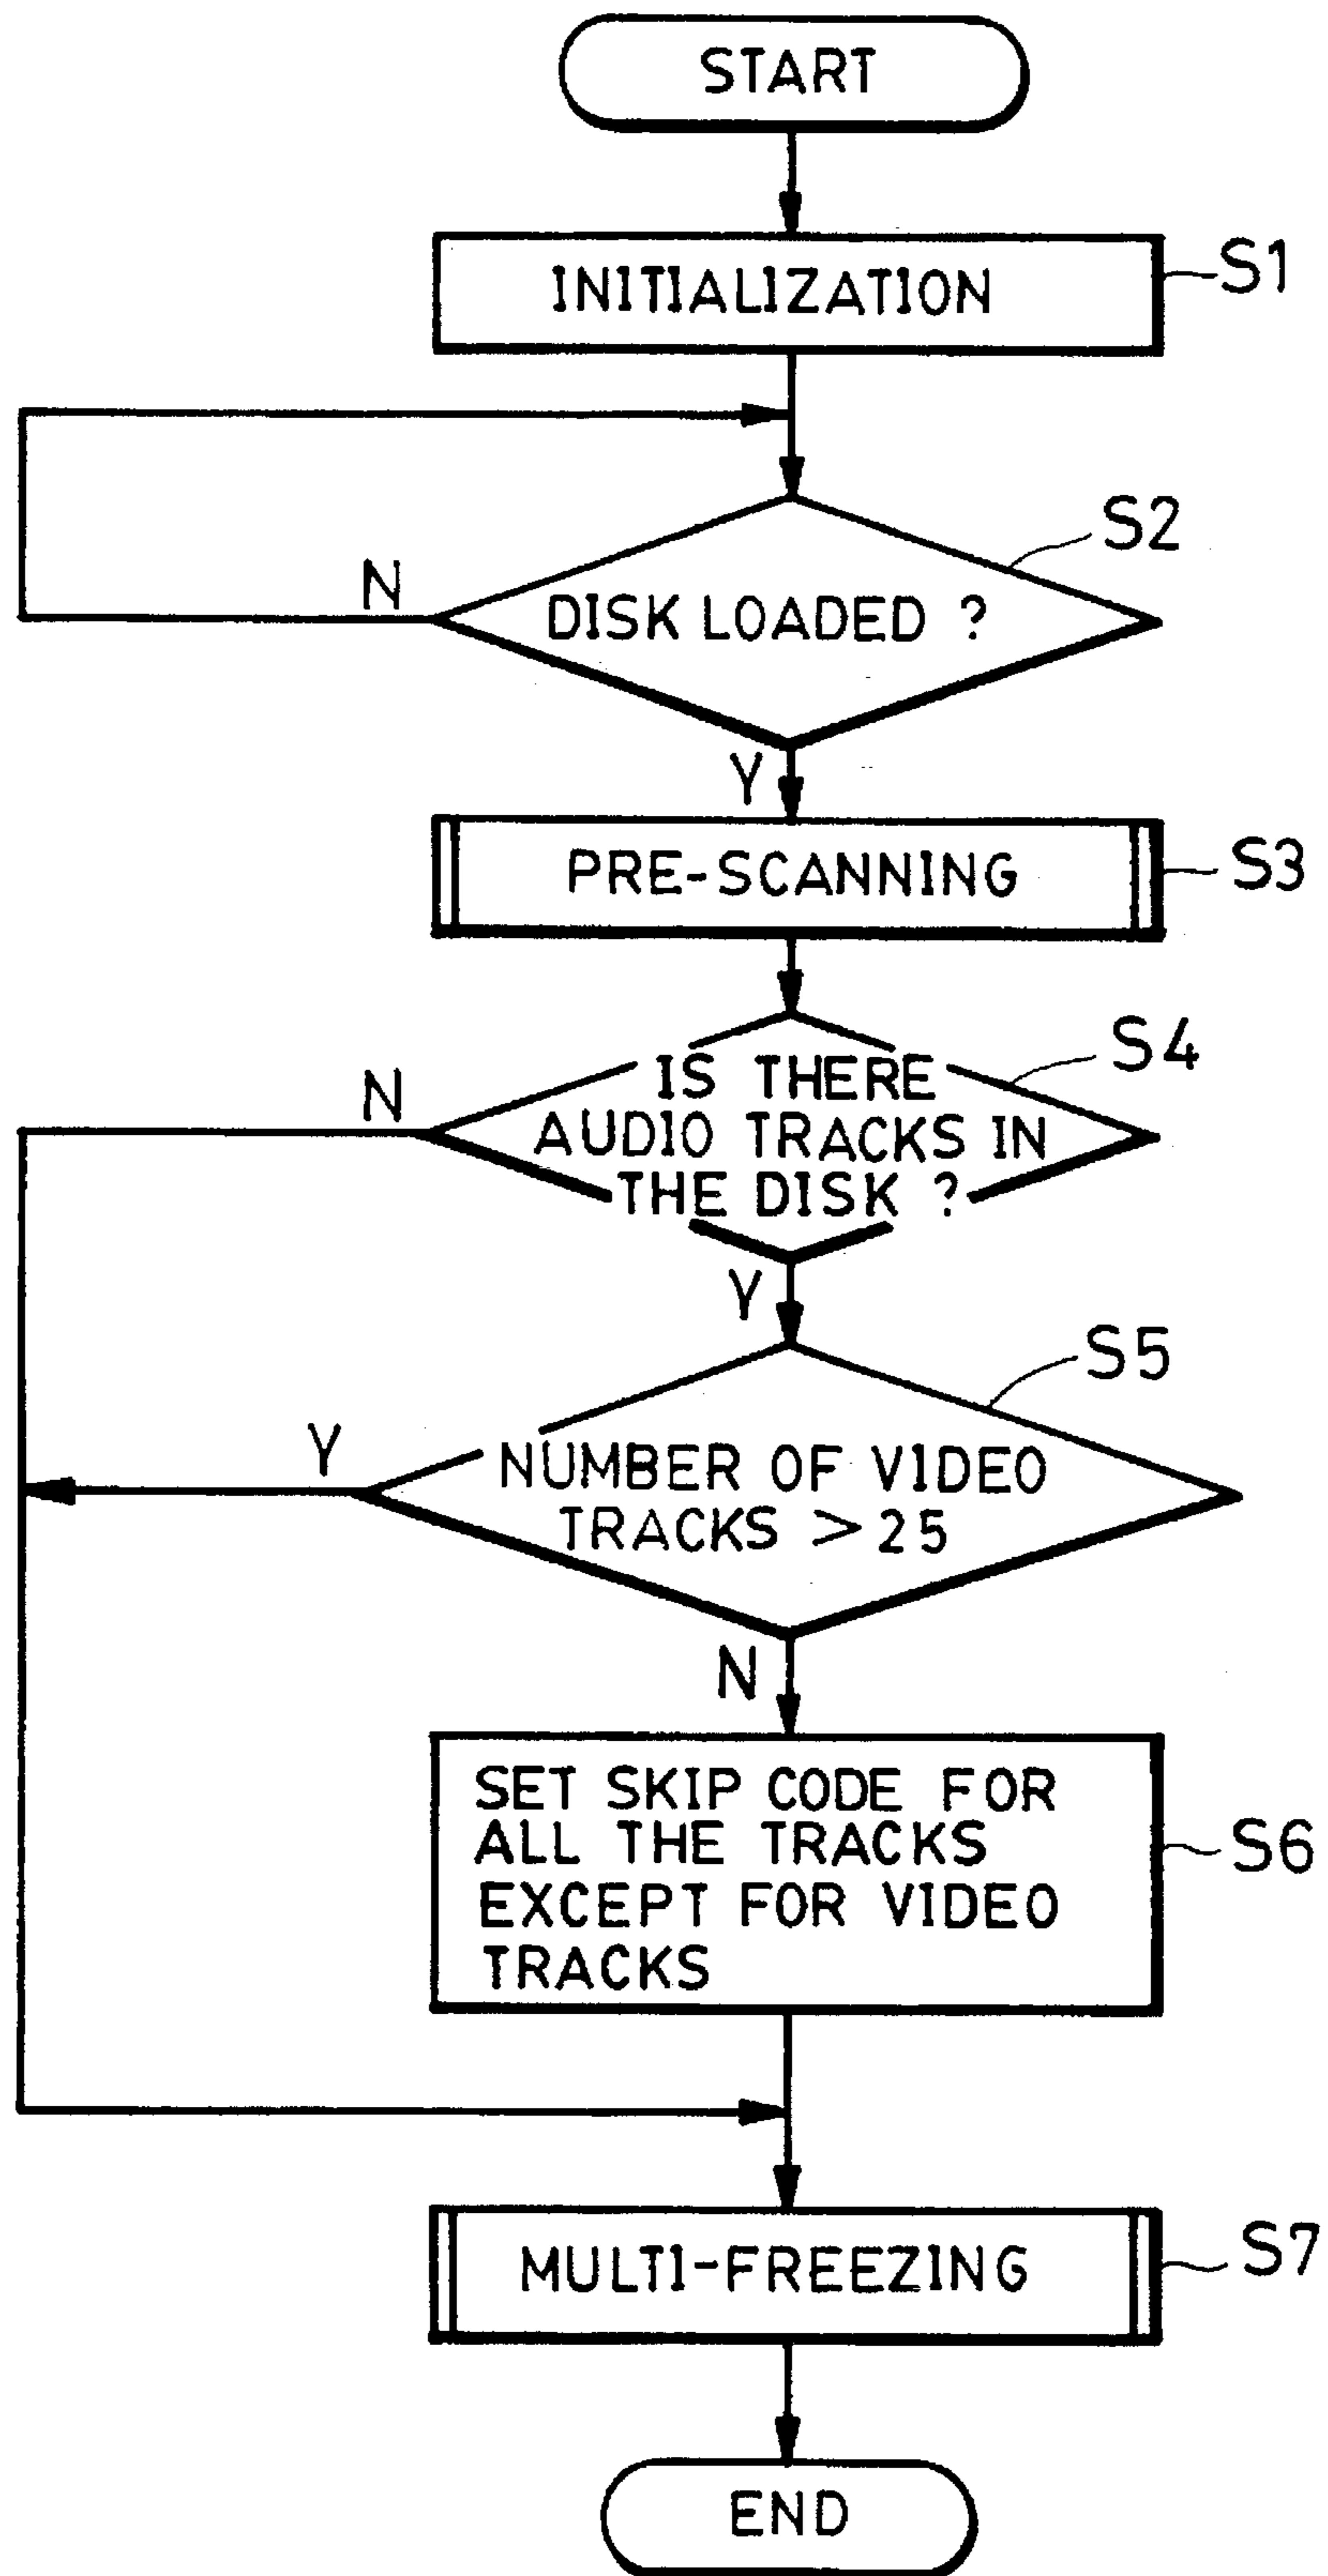 START
INITIALIZATION
S1
S2
N
DISK LOADED ?
Y
PRE-SCANNING
S3
S4
N
IS THERE
AUDIO TRACKS IN
THE DISK ?
Y
S5
Y
NUMBER OF VIDEO
TRACKS > 25
N
SET SKIP CODE FOR
ALL THE TRACKS
EXCEPT FOR VIDEO
TRACKS
S6
MULTI-FREEZING
S7
END